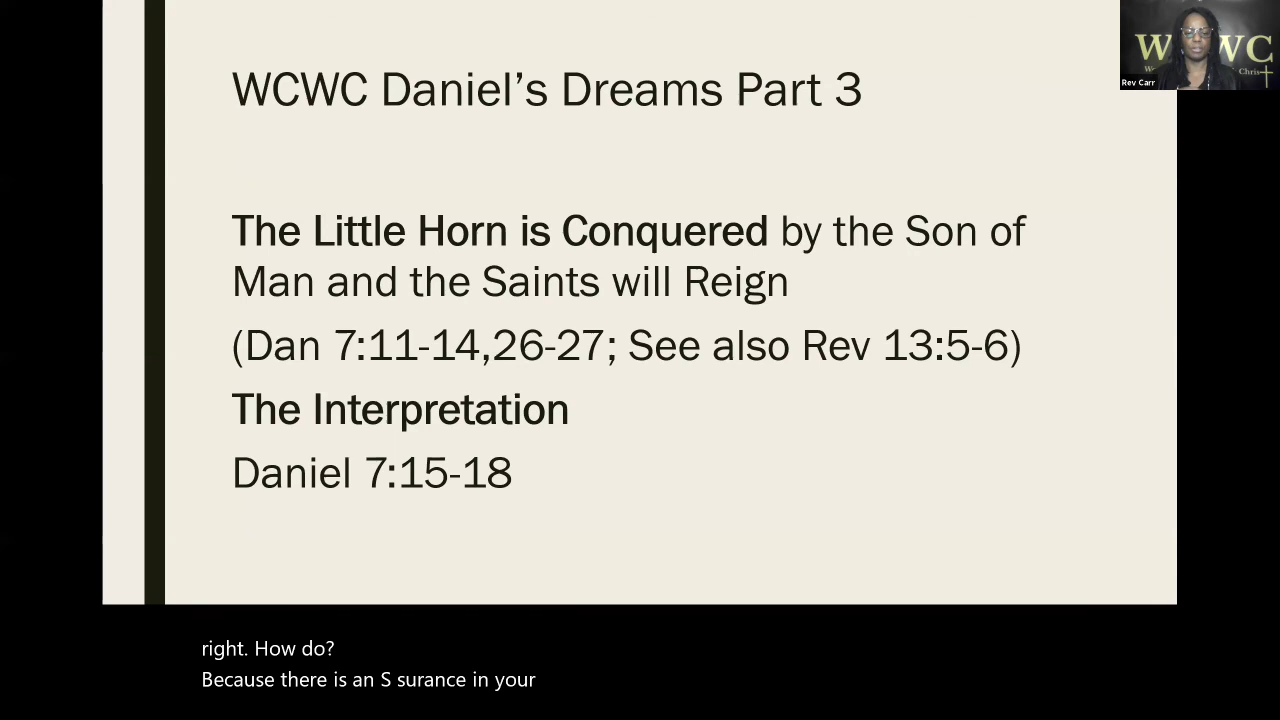 WCWC Daniel’s Dreams Part 3
The Little Horn is Conquered by the Son of
Man and the Saints will Reign
(Dan 7:11-14,26-27; See also Rev 13:5-6)
The Interpretation
Daniel 7:15-18
WC
Chris
Rev Carr
right. How do?
Because there is an S surance in your